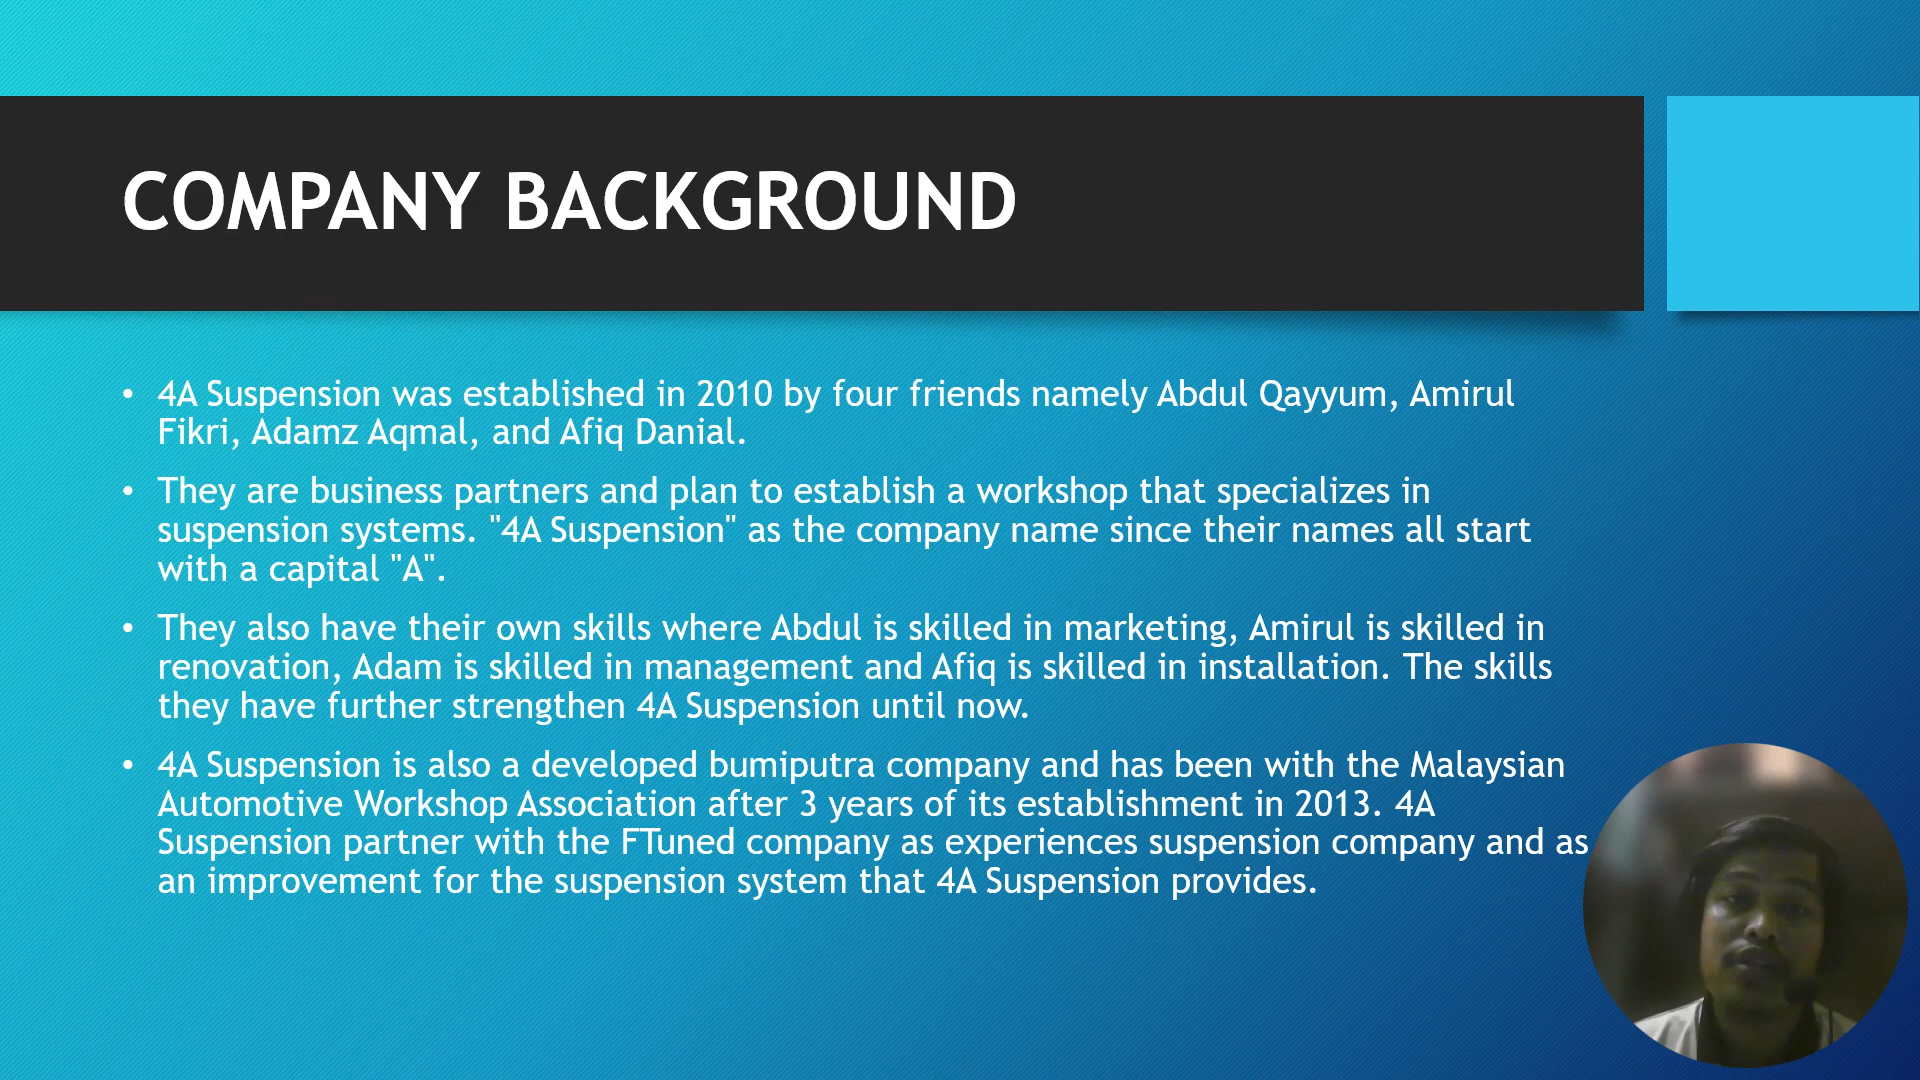 COMPANY BACKGROUND
• 4A Suspension was established in 2010 by four friends namely Abdul Qayyum, Amirul
Fikri, Adamz Aqmal, and Afiq Danial.
• They are business partners and plan to establish a workshop that specializes in
suspension systems. "4A Suspension" as the company name since their names all start
with a capital "A".
• They also have their own skills where Abdul is skilled in marketing, Amirul is skilled in
renovation, Adam is skilled in management and Afiq is skilled in installation. The skills
they have further strengthen 4A Suspension until now.
• 4A Suspension is also a developed bumiputra company and has been with the Malaysian
Automotive Workshop Association after 3 years of its establishment in 2013. 4A
Suspension partner with the FTuned company as experiences suspension company and as
an improvement for the suspension system that 4A Suspension provides.